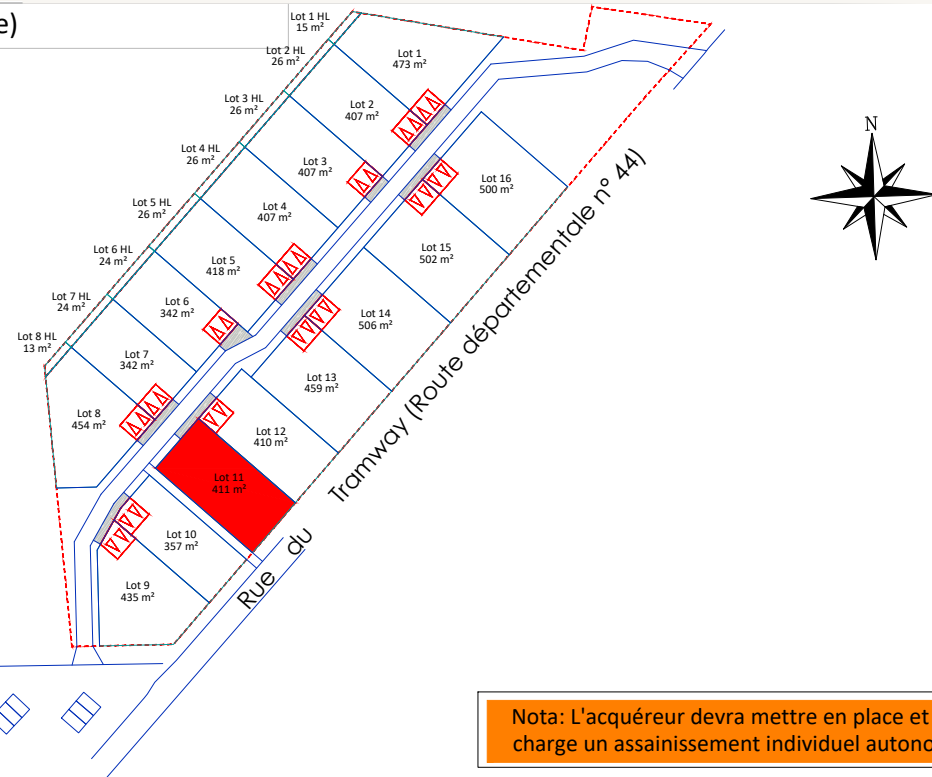 e)
Lot 1 HL
15 m²
Lot 2 HL
26 m²
Lot 3 HL
26 m²
Lot 4 HL
26 m²
Lot 5 HL
26 m²
Lot 6 HL
24 m²
Lot 7 HL
24 m²
Lot 8 HL
13 m²
Lot 1
473 m²
Lot 2
407 m²
Lot 3
407 m²
Lot 4
407 m²
Lot 5
418 m²
Lot 6
342 m²
Lot 7
342 m²
Lot 8
454 m²
Lot 16
500 m²
Lot 15
502 m²
Lot 14
506 m²
Lot 13
459 m²
Lot 12
410 m²
Lot 11
411 m²
Lot 10
357 m²
Lot 9
435 m²
Rue du Tramway (Route départementale n° 44)
N
Nota: L'acquéreur devra mettre en place et
charge un assainissement individuel autono